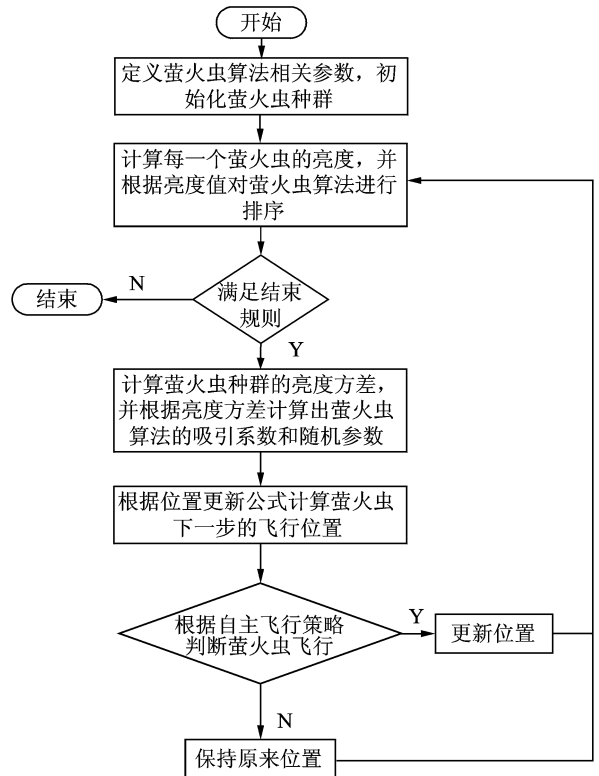 开始
定义萤火虫算法相关参数，初
始化萤火虫种群
计算每一个萤火虫的亮度，并
根据亮度值对萤火虫算法进行
排序
N
结束
满足结束
规则
Y
计算萤火虫种群的亮度方差，
并根据亮度方差计算出萤火虫
算法的吸引系数和随机参数
根据位置更新公式计算萤火虫
下一步的飞行位置
根据自主飞行策略
判断萤火虫飞行
Y
更新位置
N
保持原来位置